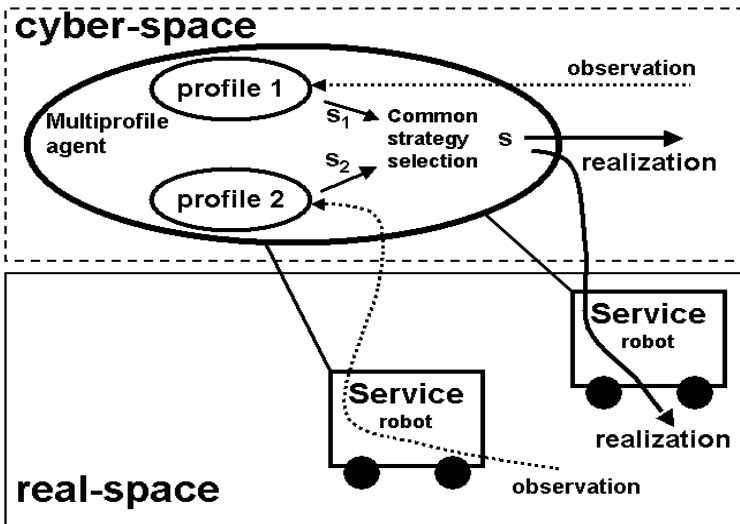 cyber-space
observation
profile 1
Multiprofile
agent
S1
Common
strategy
selection
S
realization
S2
profile 2
Service
robot
realization
Service
robot
observation
real-space